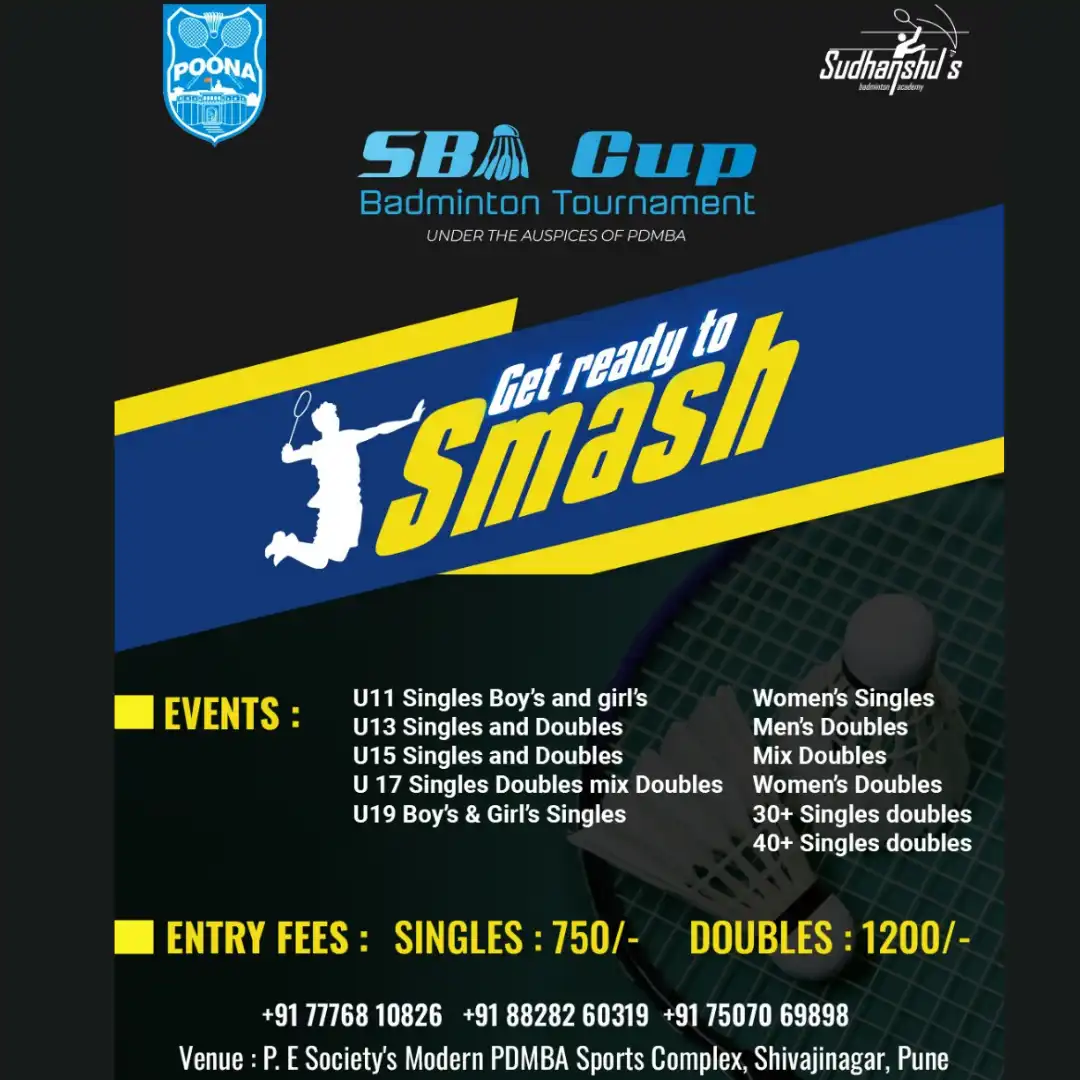 POONA
Sudhanshu's
badminton academy
SBA Cup
Badminton Tournament
UNDER THE AUSPICES OF PDMBA
Get ready to
Smash
EVENTS :
U11 Singles Boy's and girl's
U13 Singles and Doubles
U15 Singles and Doubles
U 17 Singles Doubles mix Doubles
U19 Boy's & Girl's Singles
Women's Singles
Men's Doubles
Mix Doubles
Women's Doubles
30+ Singles doubles
40+ Singles doubles
ENTRY FEES : SINGLES : 750/- DOUBLES : 1200/-
+91 77768 10826 +91 88282 60319 +91 75070 69898
Venue : P. E Society's Modern PDMBA Sports Complex, Shivajinagar, Pune